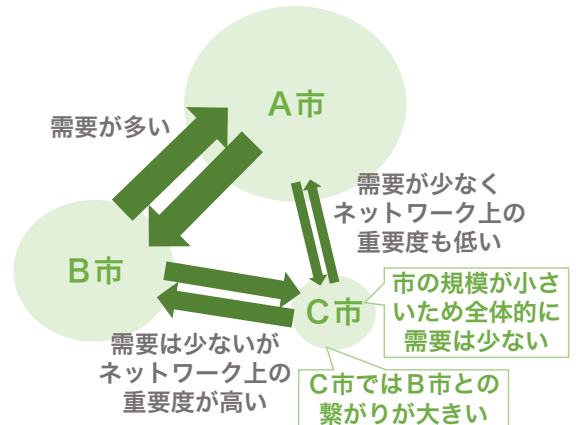 A市
需要が多い
需要が少なく
ネットワーク上の
重要度も低い
B市
C市
市の規模が小さ
いため全体的に
需要は少ない
需要は少ないが
ネットワーク上の
重要度が高い
C市ではB市との
繋がりが大きい